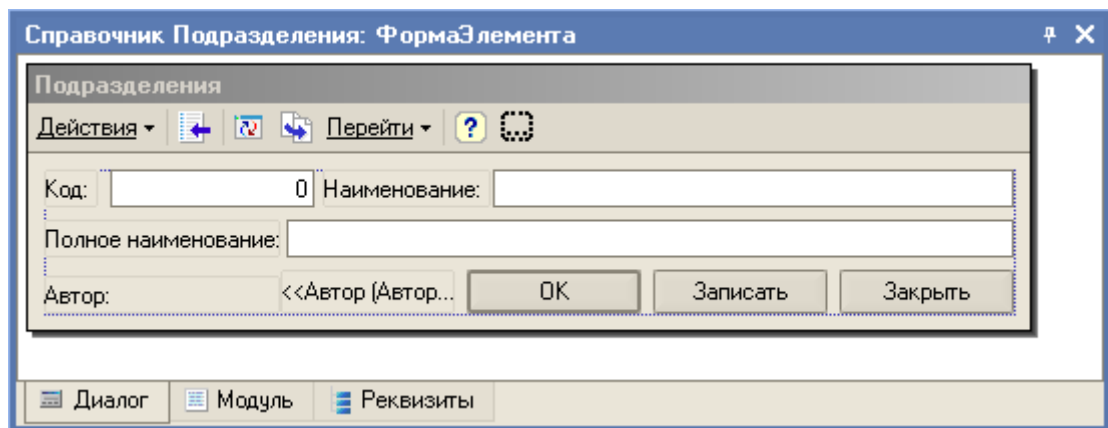 Справочник Подразделения: ФормаЭлемента
Подразделения
Действия Перейти ?
Код: 0 Наименование:
Полное наименование:
Автор: <<Автор (Автор... OK Записать Закрыть
Диалог Модуль Реквизиты